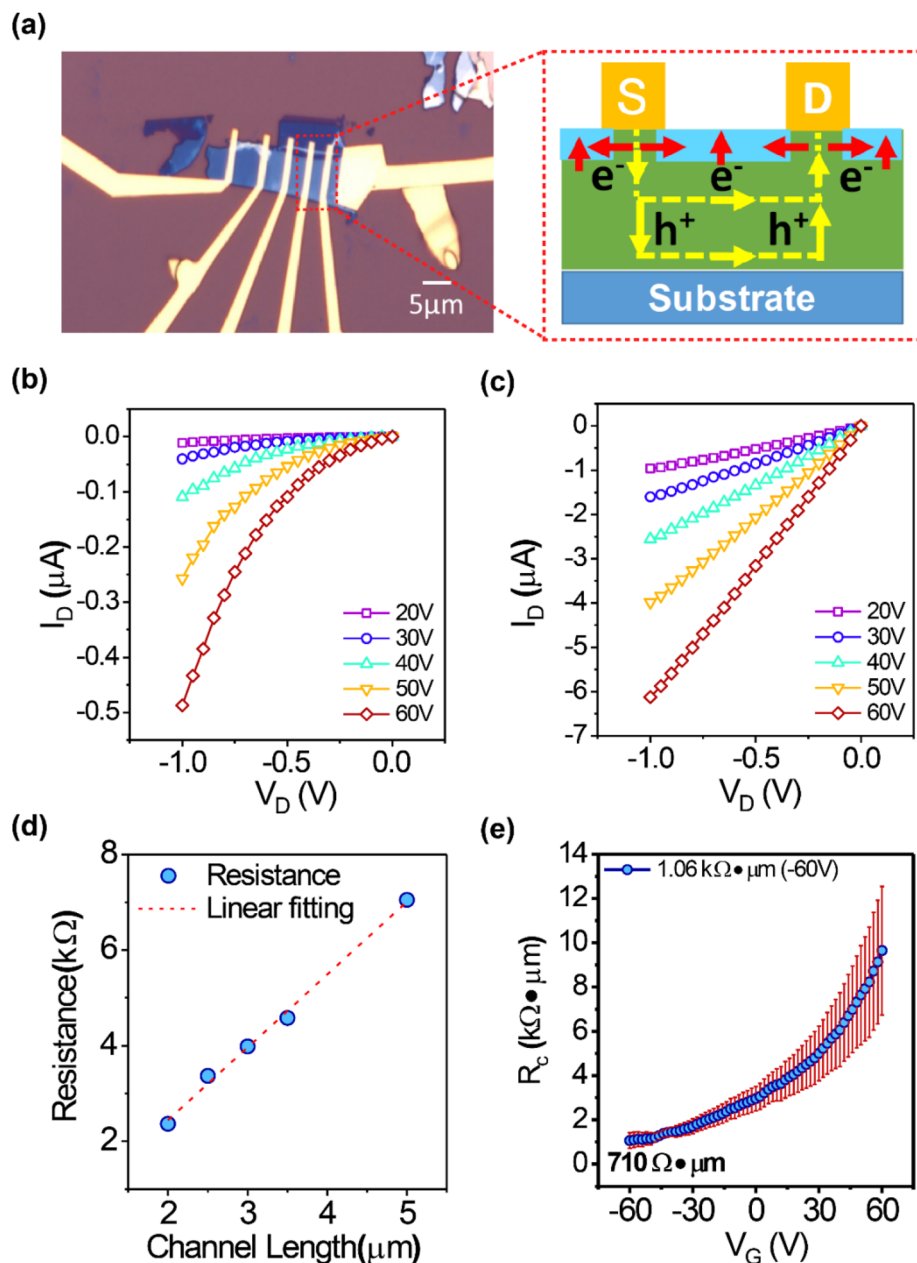 (a)
5μm
S
D
e⁻
e⁻
e⁻
h⁺
h⁺
Substrate
(b)
0.0
-0.1
-0.2
-0.3
-0.4
-0.5
I_D (μA)
20V
30V
40V
50V
60V
-1.0
-0.5
0.0
V_D (V)
(c)
0
-1
-2
-3
-4
-5
-6
-7
I_D (μA)
20V
30V
40V
50V
60V
-1.0
-0.5
0.0
V_D (V)
(d)
8
6
4
2
Resistance(kΩ)
Resistance
Linear fitting
2
3
4
5
Channel Length(μm)
(e)
14
12
10
8
6
4
2
0
R_c (kΩ•μm)
1.06 kΩ•μm (-60V)
710 Ω•μm
-60
-30
0
30
60
V_G (V)